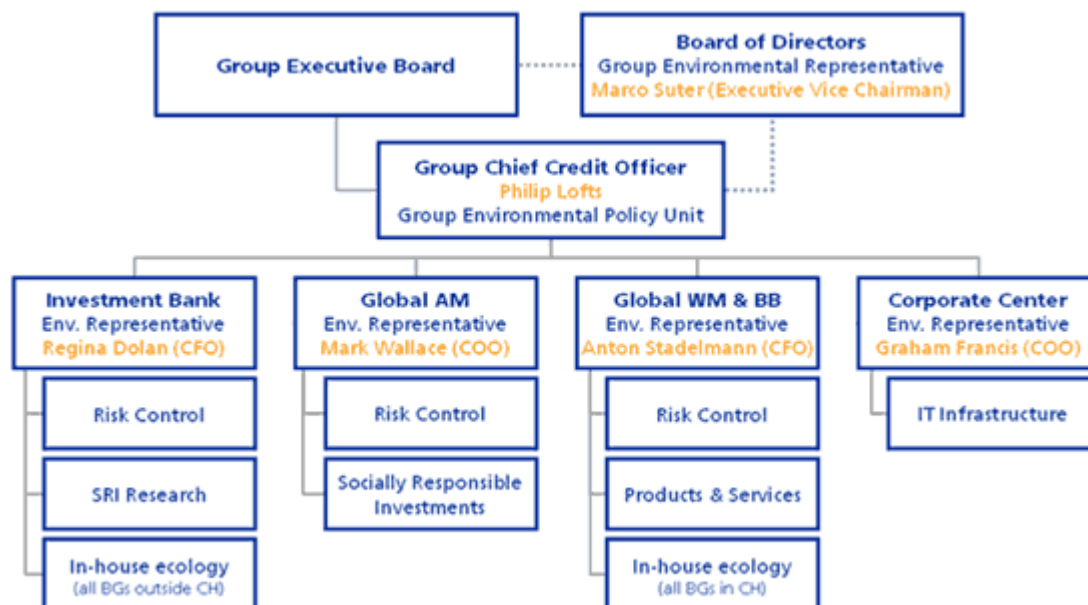 Group Executive Board
Board of Directors
Group Environmental Representative
Marco Suter (Executive Vice Chairman)
Group Chief Credit Officer
Philip Lofts
Group Environmental Policy Unit
Investment Bank
Env. Representative
Regina Dolan (CFO)
Risk Control
SRI Research
In-house ecology
(all BGs outside CH)
Global AM
Env. Representative
Mark Wallace (COO)
Risk Control
Socially Responsible
Investments
Global WM & BB
Env. Representative
Anton Stadelmann (CFO)
Risk Control
Products & Services
In-house ecology
(all BGs in CH)
Corporate Center
Env. Representative
Graham Francis (COO)
IT Infrastructure